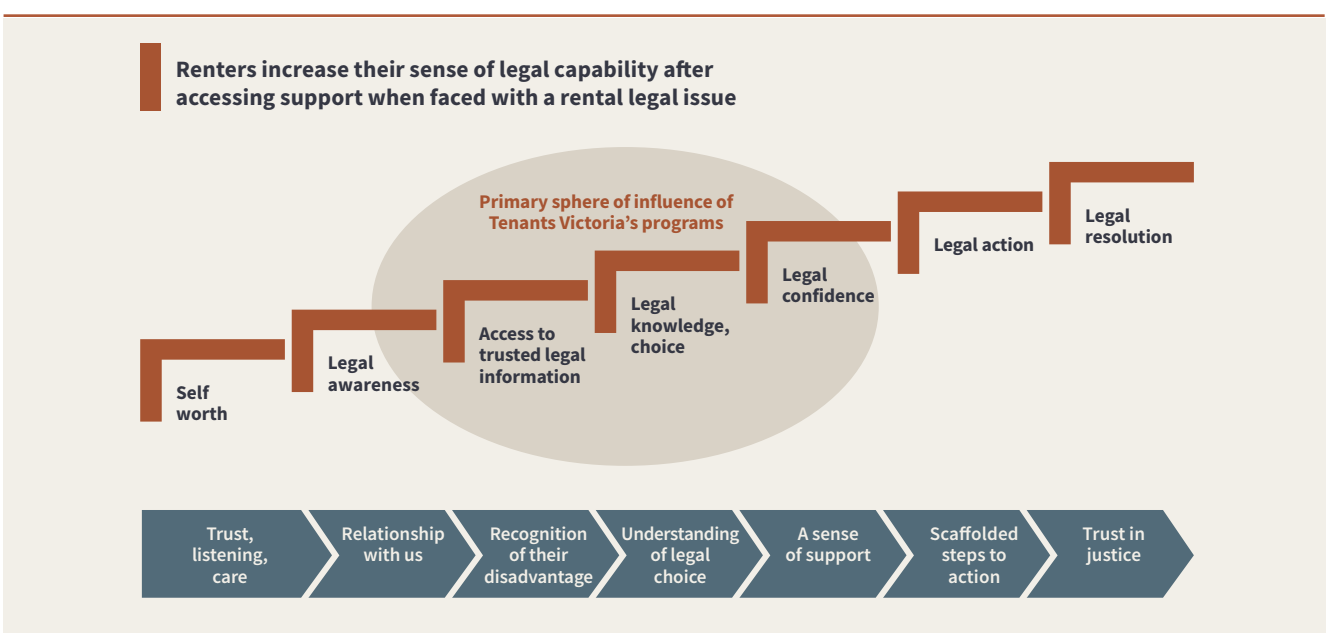 Renters increase their sense of legal capability after
accessing support when faced with a rental legal issue
Primary sphere of influence of
Tenants Victoria’s programs
Self
worth
Legal
awareness
Access to
trusted legal
information
Legal
knowledge,
choice
Legal
confidence
Legal action
Legal
resolution
Trust,
listening,
care
Relationship
with us
Recognition
of their
disadvantage
Understanding
of legal
choice
A sense
of support
Scaffolded
steps to
action
Trust in
justice